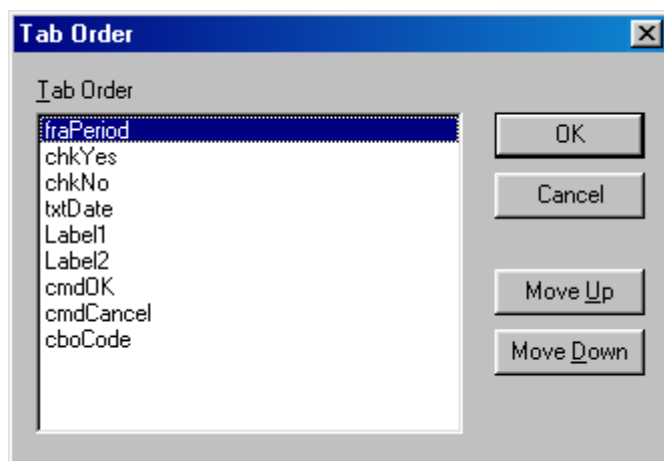 Tab Order
Tab Order
fraPeriod
chkYes
chkNo
txtDate
Label1
Label2
cmdOK
cmdCancel
cboCode
OK
Cancel
Move Up
Move Down